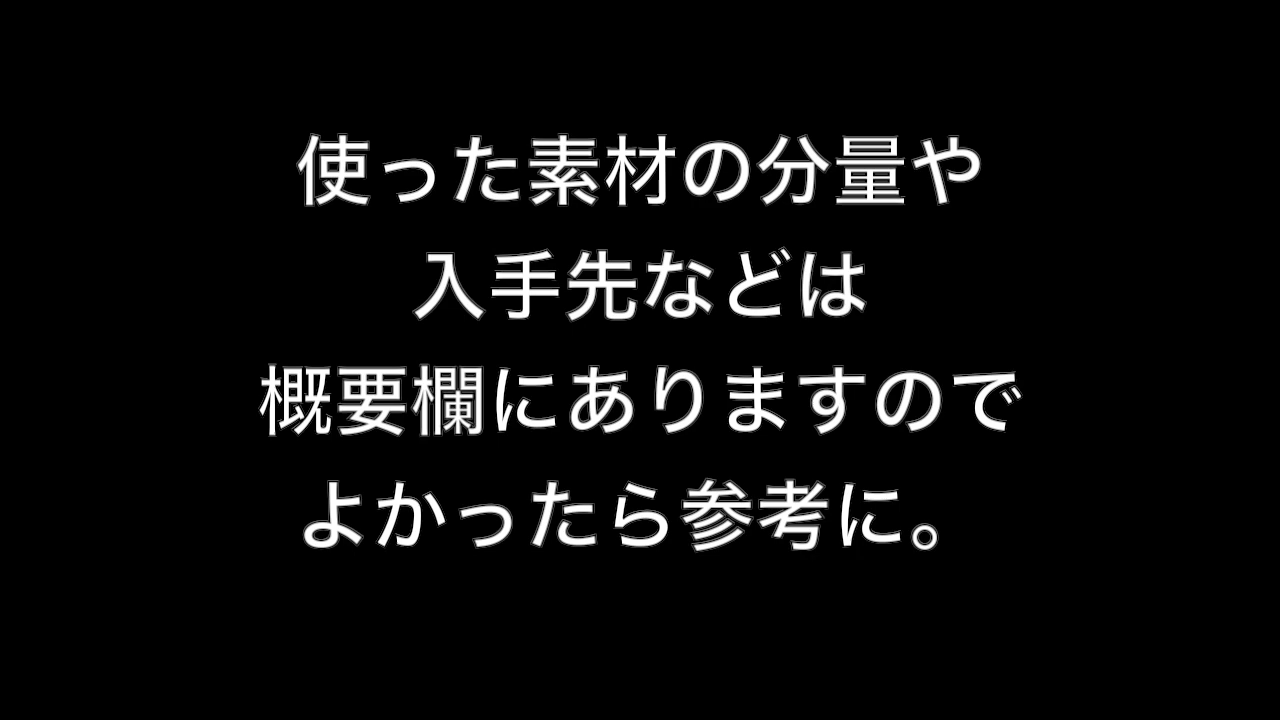 使った素材の分量や
入手先などは
概要欄にありますので
よかったら参考に。